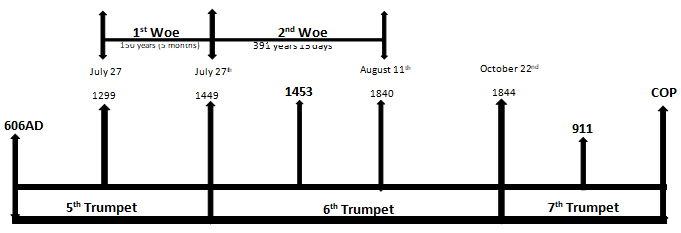 1st Woe 2nd Woe
150 years (5 months) 391 years 15 days
July 27 July 27th August 11th October 22nd
1299 1449 1453 1840 1844 COP
606AD 911
5th Trumpet 6th Trumpet 7th Trumpet